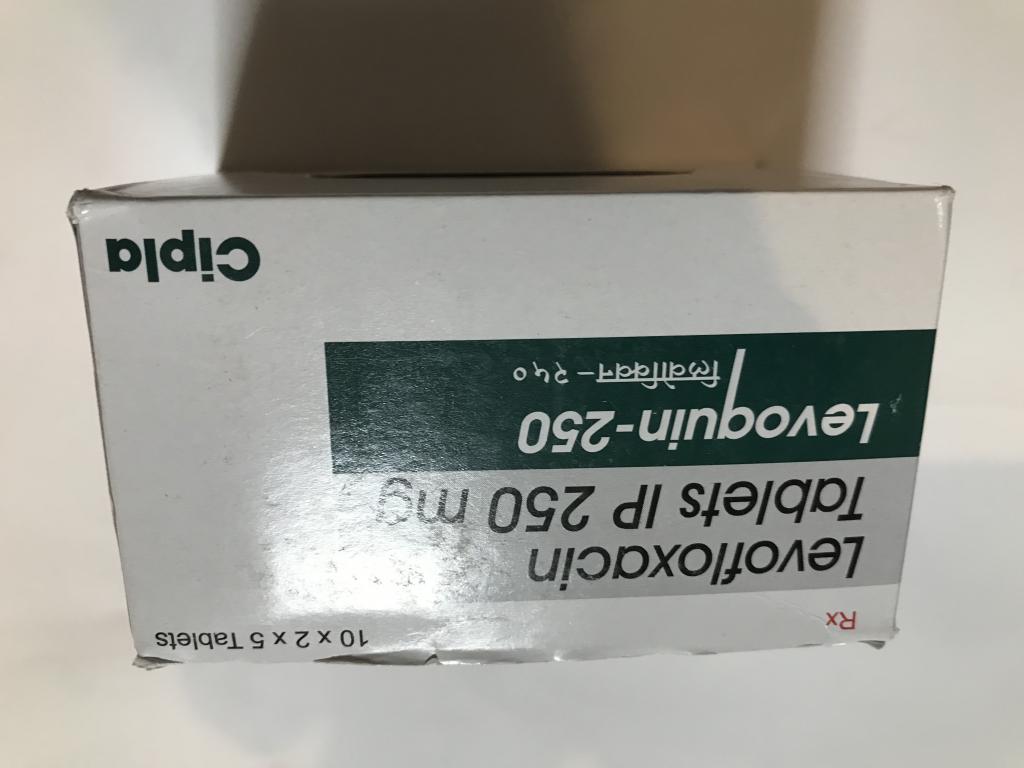 Rx
10 x 2 x 5 Tablets
Levofloxacin
Tablets IP 250 mg
Levoquin-250
लिवोक्विन-२५०
Cipla